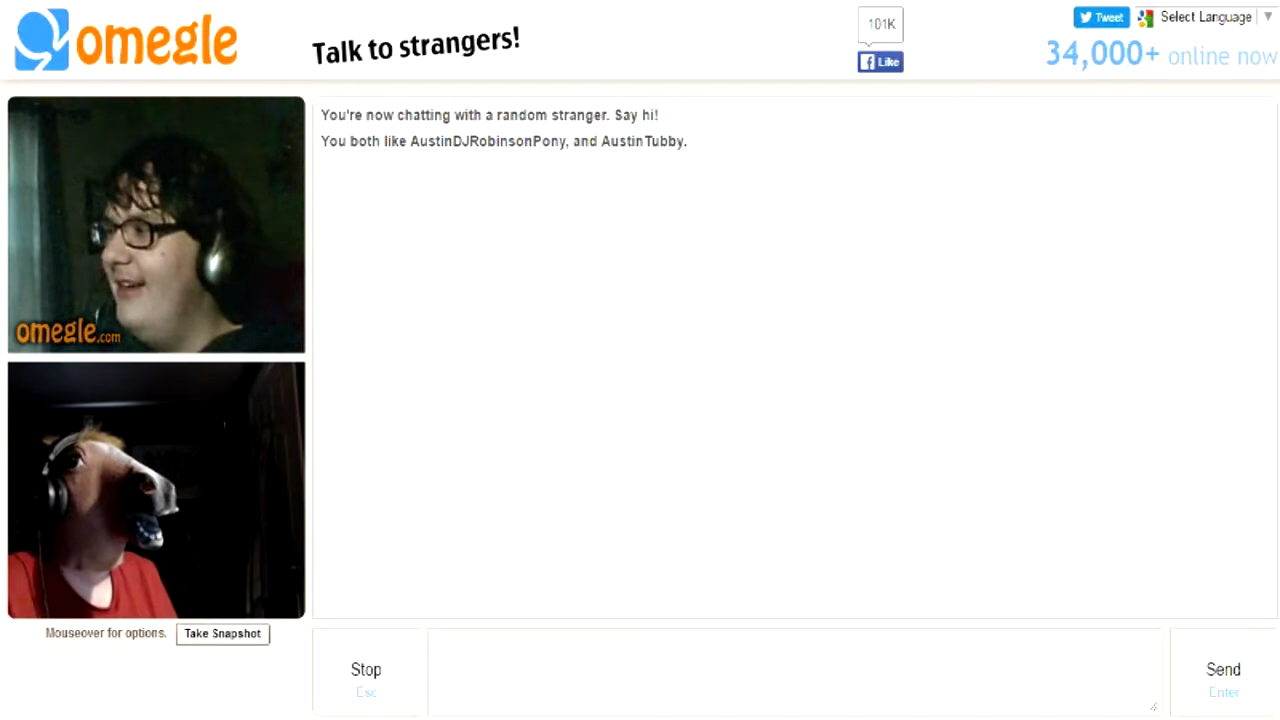 omegle
Talk to strangers!
101K
Like
Tweet
Select Language
34,000+ online now
You're now chatting with a random stranger. Say hi!
You both like AustinDJRobinsonPony, and AustinTubby.
omegle.com
Mouseover for options.
Take Snapshot
Stop
Esc
Send
Enter